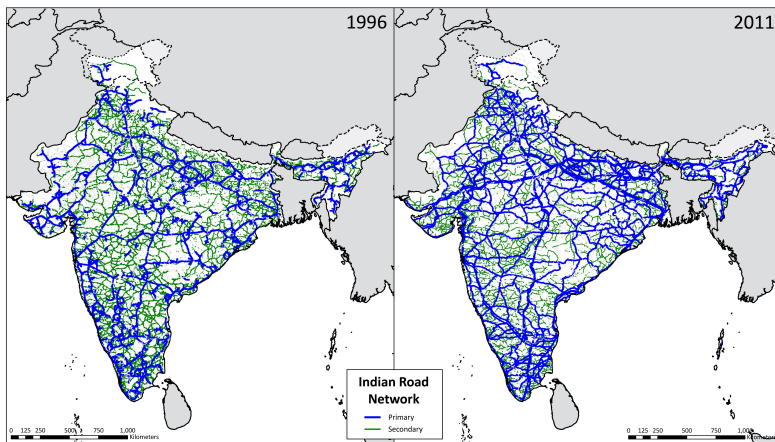 1996
2011
Indian Road
Network
Primary
Secondary
0 125 250 500 750 1,000
Kilometers
0 125 250 500 750 1,000
Kilometers